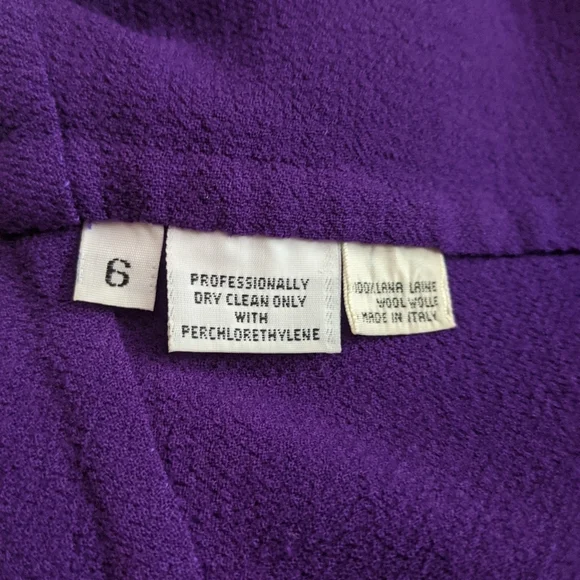 6
PROFESSIONALLY
DRY CLEAN ONLY
WITH
PERCHLORETHYLENE
100%LANA LAINE
WOOL WOLLE
MADE IN ITALY